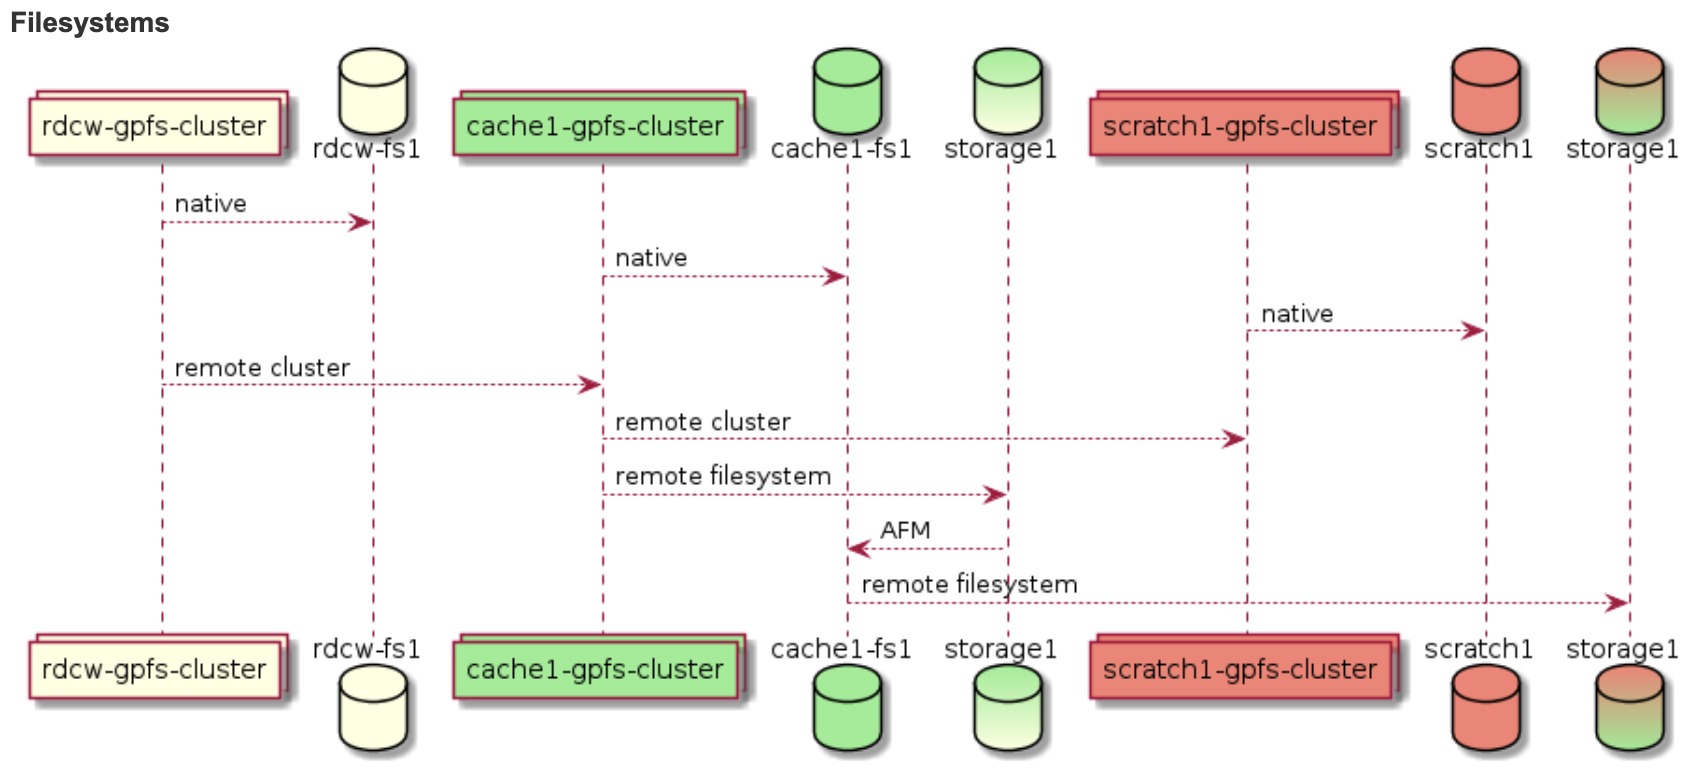 Filesystems
rdcw-gpfs-cluster
rdcw-fs1
cache1-gpfs-cluster
cache1-fs1
storage1
scratch1-gpfs-cluster
scratch1
storage1
native
native
native
remote cluster
remote cluster
remote filesystem
AFM
remote filesystem
rdcw-gpfs-cluster
rdcw-fs1
cache1-gpfs-cluster
cache1-fs1
storage1
scratch1-gpfs-cluster
scratch1
storage1